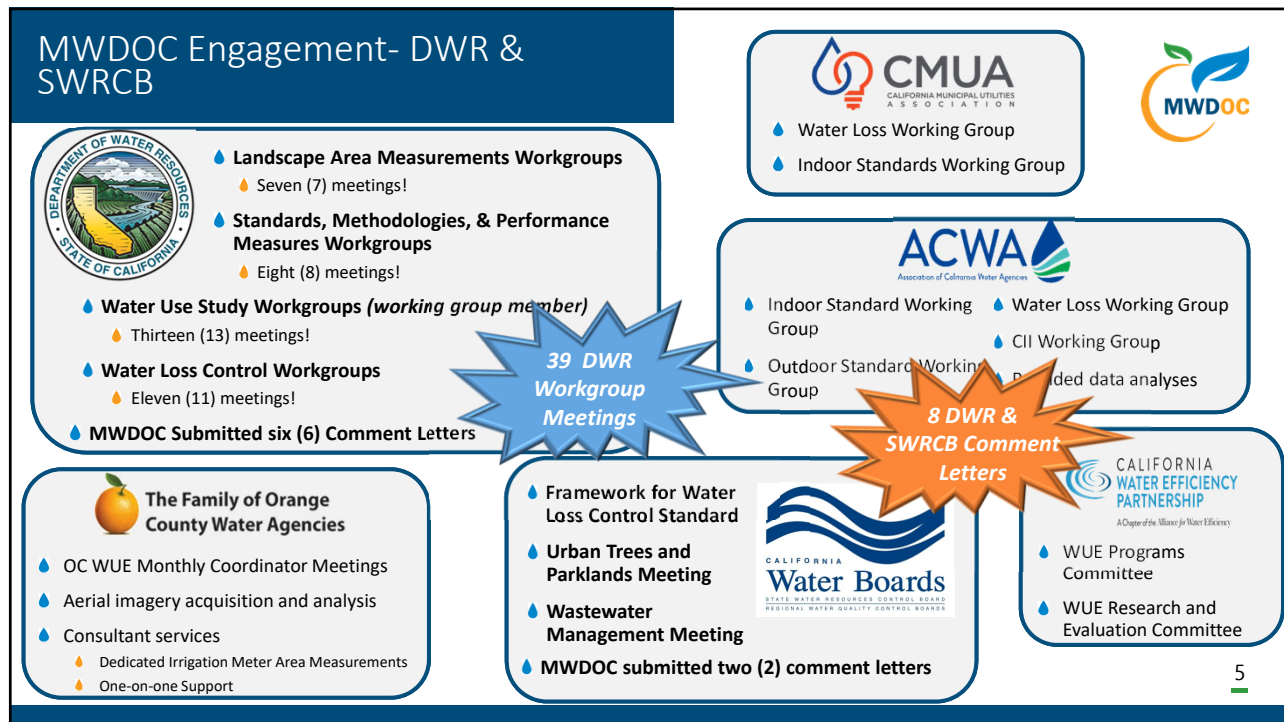 MWDOC Engagement- DWR &
SWRCB
DEPARTMENT OF WATER RESOURCES
STATE OF CALIFORNIA
Landscape Area Measurements Workgroups
Seven (7) meetings!
Standards, Methodologies, & Performance
Measures Workgroups
Eight (8) meetings!
Water Use Study Workgroups (working group member)
Thirteen (13) meetings!
Water Loss Control Workgroups
Eleven (11) meetings!
MWDOC Submitted six (6) Comment Letters
39 DWR
Workgroup
Meetings
CMUA
CALIFORNIA MUNICIPAL UTILITIES
ASSOCIATION
Water Loss Working Group
Indoor Standards Working Group
MWDOC
ACWA
Association of California Water Agencies
Indoor Standard Working
Group
Outdoor Standard Working
Group
Water Loss Working Group
CII Working Group
data analyses
8 DWR &
SWRCB Comment
Letters
The Family of Orange
County Water Agencies
OC WUE Monthly Coordinator Meetings
Aerial imagery acquisition and analysis
Consultant services
Dedicated Irrigation Meter Area Measurements
One-on-one Support
Framework for Water
Loss Control Standard
Urban Trees and
Parklands Meeting
Wastewater
Management Meeting
MWDOC submitted two (2) comment letters
CALIFORNIA
Water Boards
STATE WATER RESOURCES CONTROL BOARD
REGIONAL WATER QUALITY CONTROL BOARDS
CALIFORNIA
WATER EFFICIENCY
PARTNERSHIP
A Chapter of the Alliance for Water Efficiency
WUE Programs
Committee
WUE Research and
Evaluation Committee
5